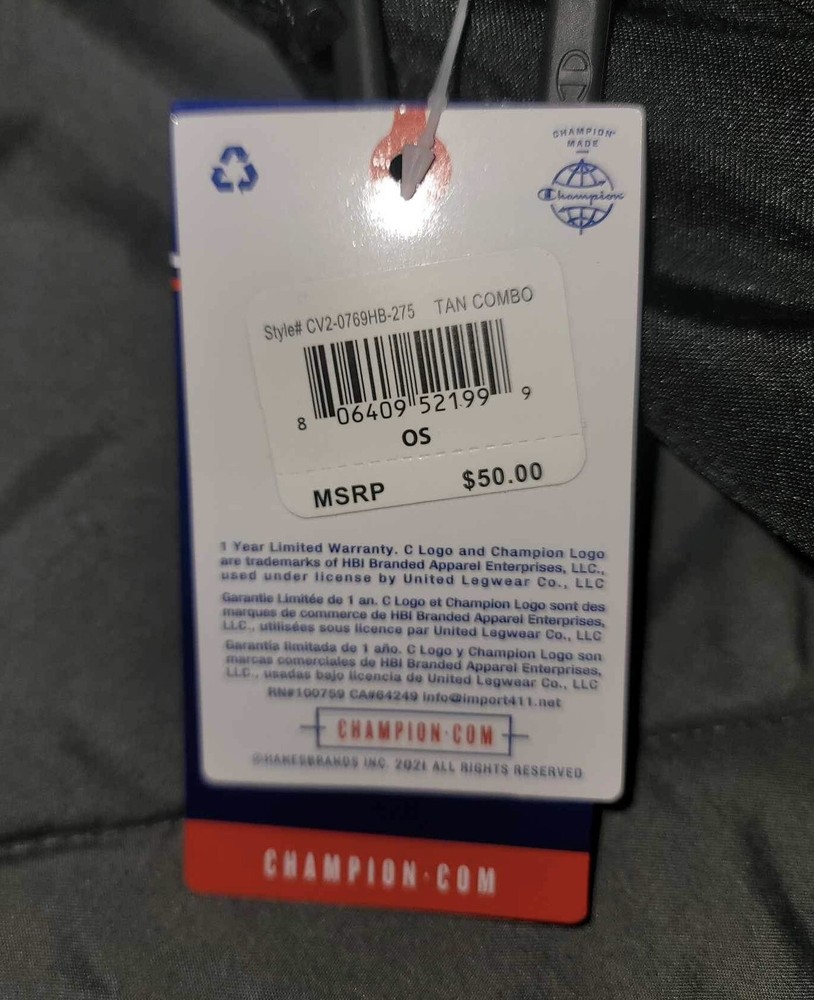 CHAMPION®
MADE
Champion
Style# CV2-0769HB-275 TAN COMBO
8 06409 52199 9
OS
MSRP $50.00
1 Year Limited Warranty. C Logo and Champion Logo
are trademarks of HBI Branded Apparel Enterprises, LLC.,
used under license by United Legwear Co., LLC
Garantie Limitée de 1 an. C Logo et Champion Logo sont des
marques de commerce de HBI Branded Apparel Enterprises,
LLC., utilisées sous licence par United Legwear Co., LLC
Garantía limitada de 1 año. C Logo y Champion Logo son
marcas comerciales de HBI Branded Apparel Enterprises,
LLC., usadas bajo licencia de United Legwear Co., LLC
RN#100759 CA#64249 info@import411.net
CHAMPION·COM
©HANESBRANDS INC. 2021 ALL RIGHTS RESERVED
CHAMPION·COM